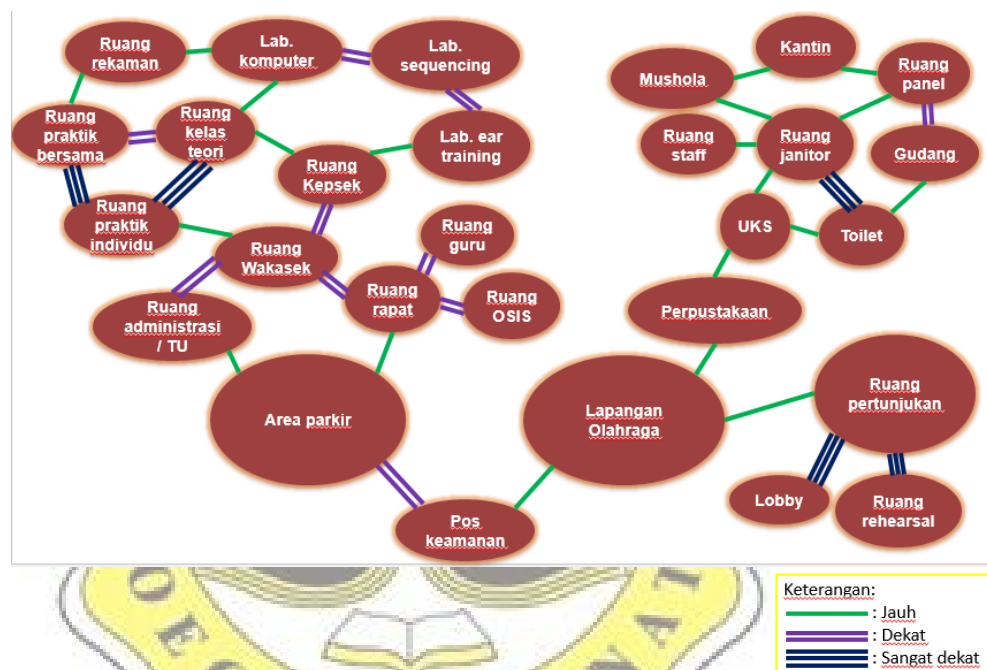 Ruang
rekaman
Lab.
komputer
Lab.
sequencing
Ruang
praktik
bersama
Ruang
kelas
teori
Lab. ear
training
Ruang
Kepsek
Ruang
praktik
individu
Ruang
Wakasek
Ruang
guru
Ruang
rapat
Ruang
OSIS
Ruang
administrasi
/ TU
Area parkir
Pos
keamanan
Kantin
Mushola
Ruang
panel
Ruang
staff
Ruang
janitor
Gudang
UKS
Toilet
Perpustakaan
Lapangan
Olahraga
Ruang
pertunjukan
Lobby
Ruang
rehearsal
O E G
N A I
Keterangan:
: Jauh
: Dekat
: Sangat dekat